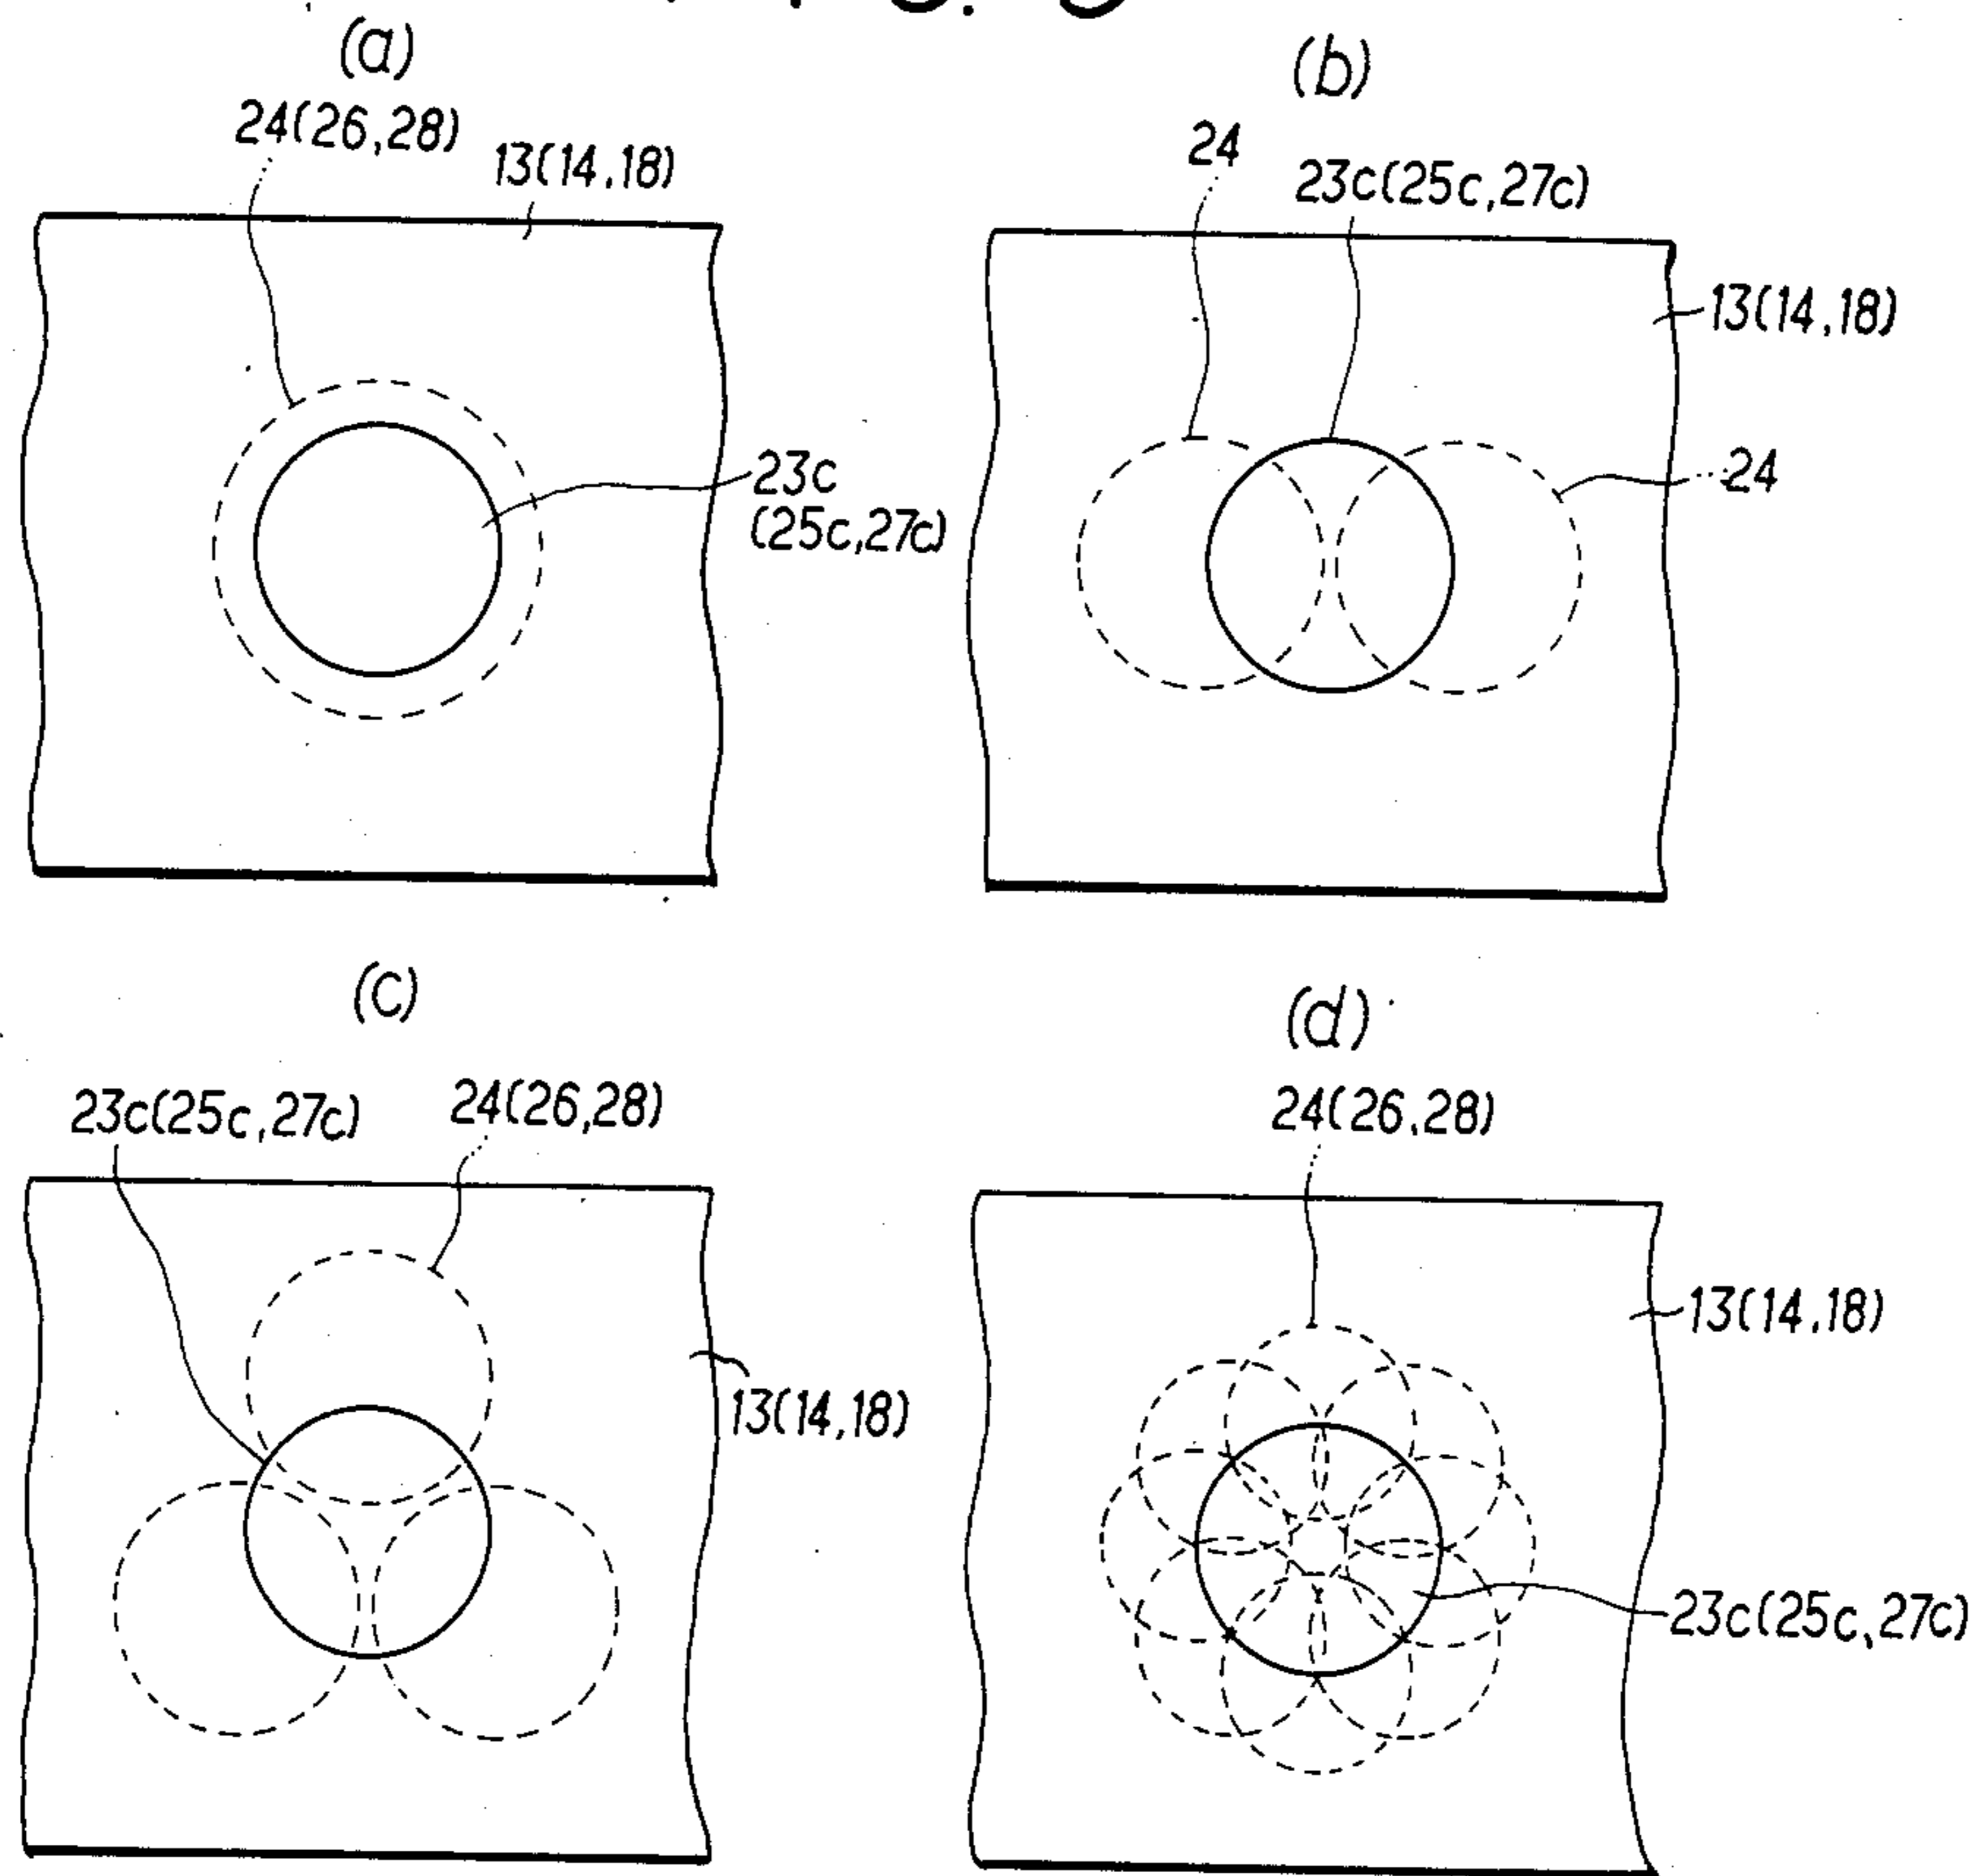 (a)
24(26,28)
13(14,18)
23c
(25c,27c)
(b)
24
23c(25c,27c)
13(14,18)
24
(c)
23c(25c,27c)
24(26,28)
13(14,18)
(d)
24(26,28)
13(14,18)
23c(25c,27c)